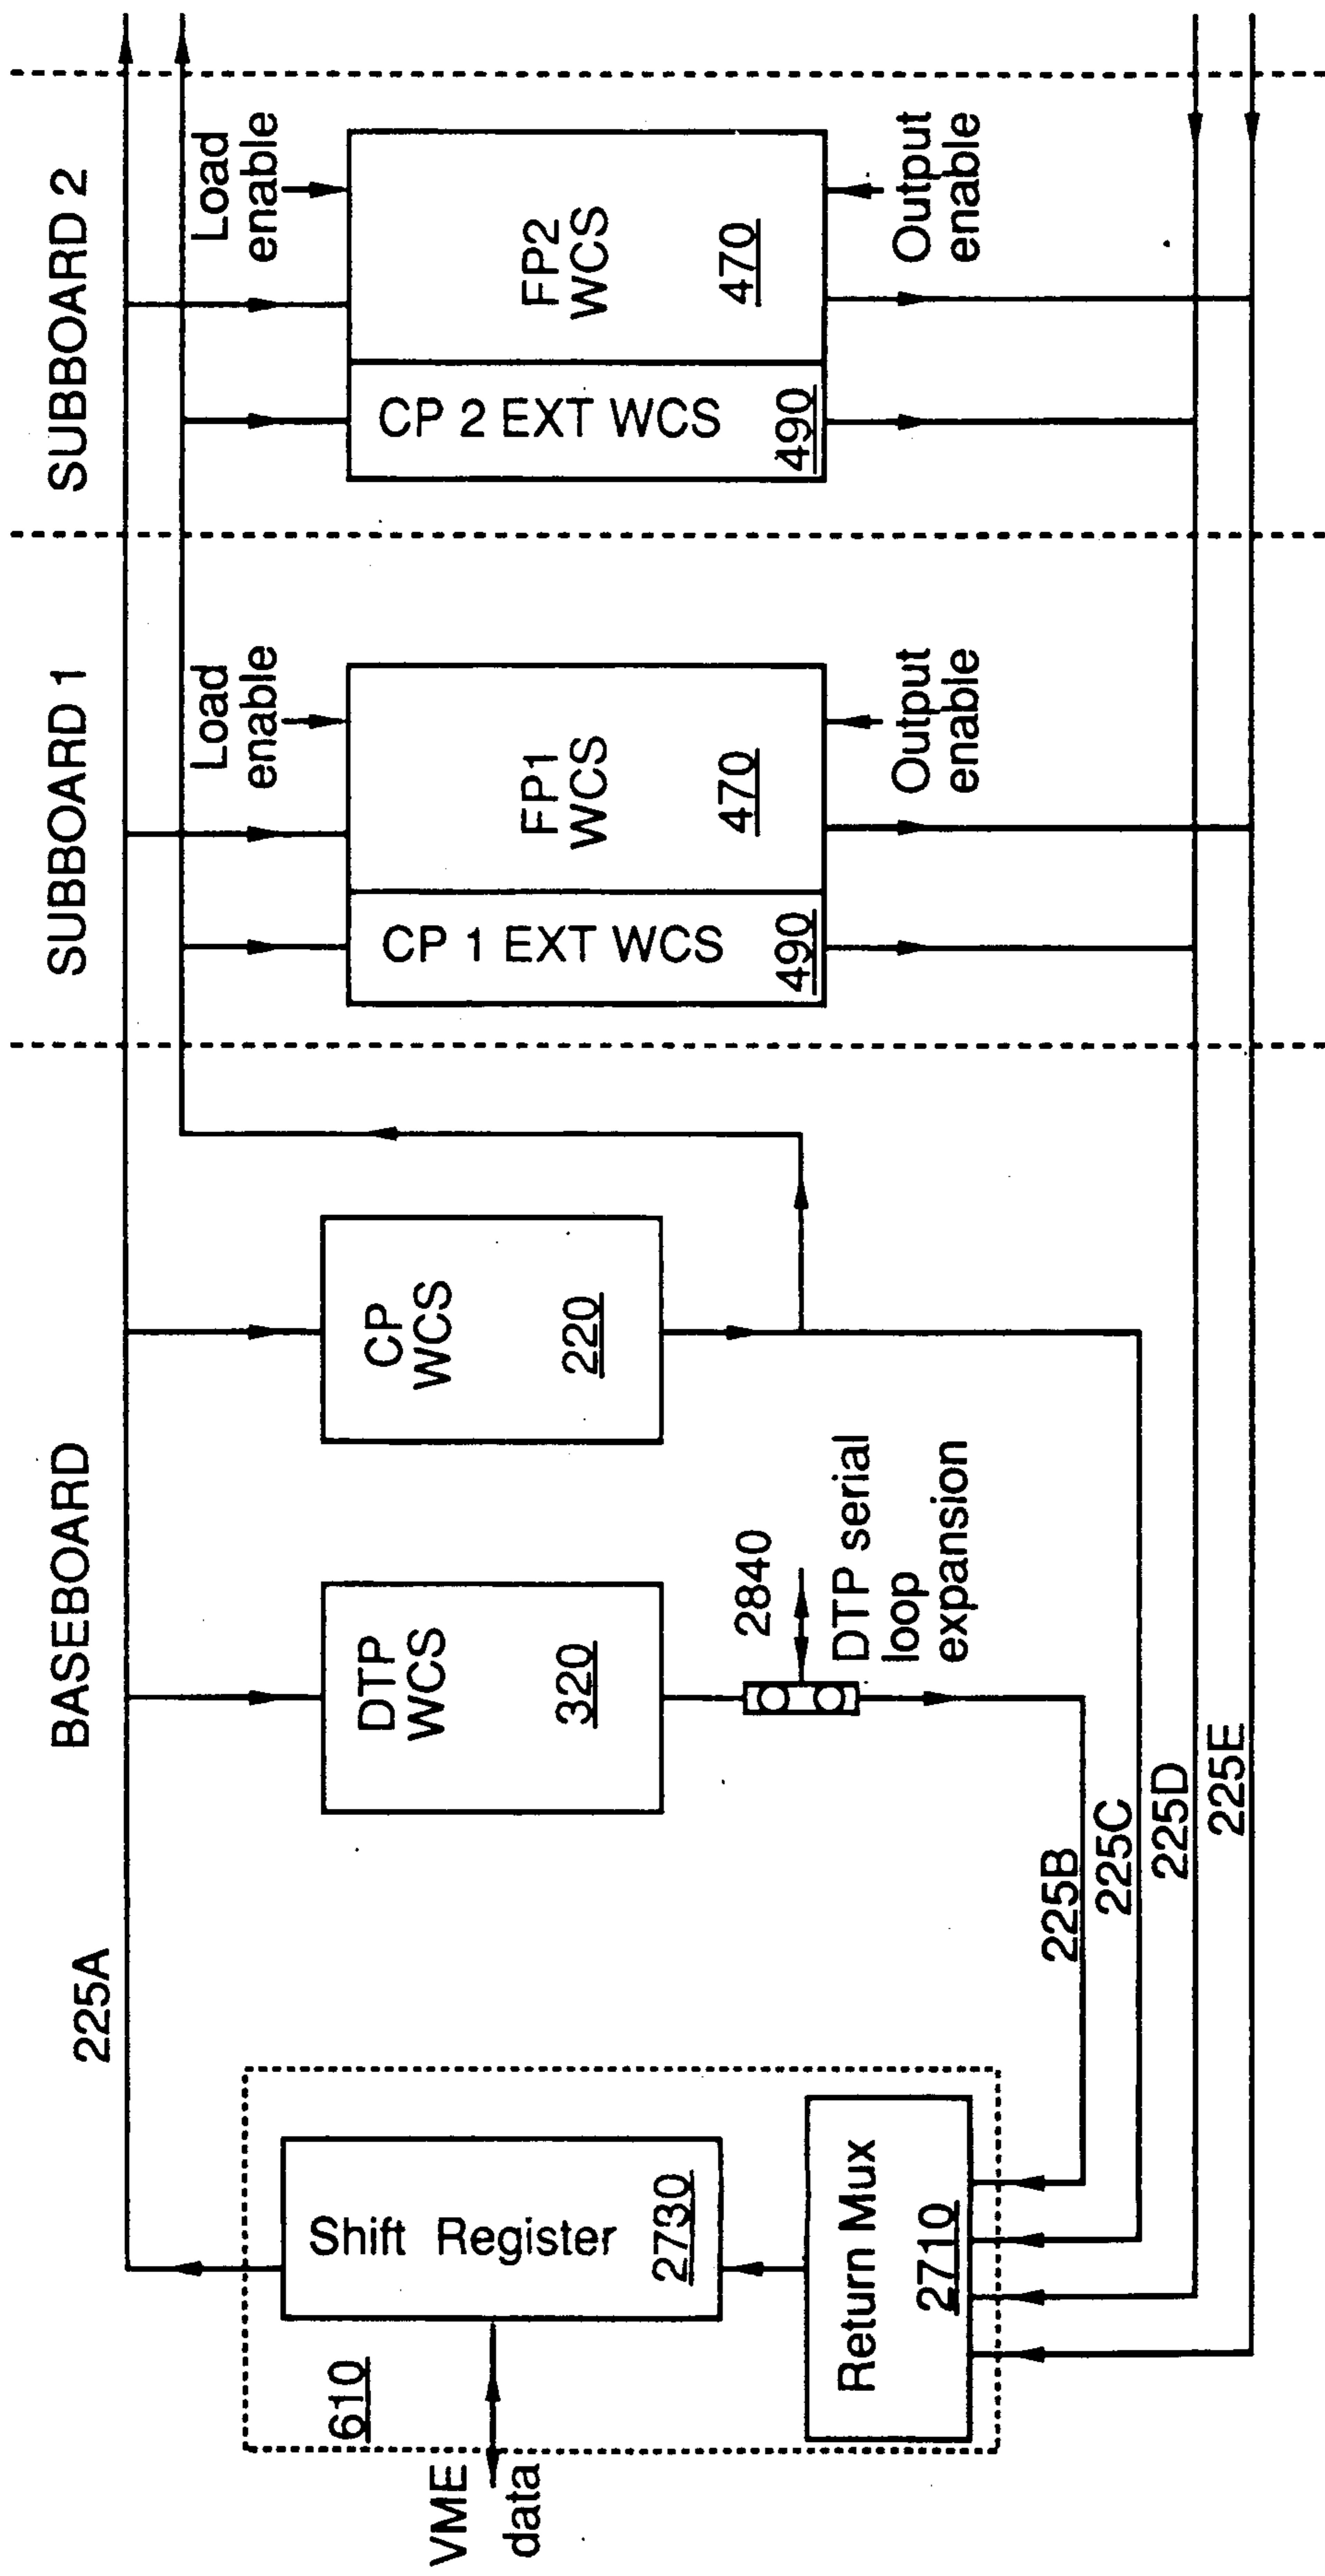 BASEBOARD
SUBBOARD 1
SUBBOARD 2
225A
610
VME
data
Shift Register
2730
Return Mux
2710
DTP
WCS
320
2840
DTP serial
loop
expansion
CP
WCS
220
225B
225C
225D
225E
Load
enable
CP 1 EXT WCS
490
FP1
WCS
470
Output
enable
Load
enable
CP 2 EXT WCS
490
FP2
WCS
470
Output
enable